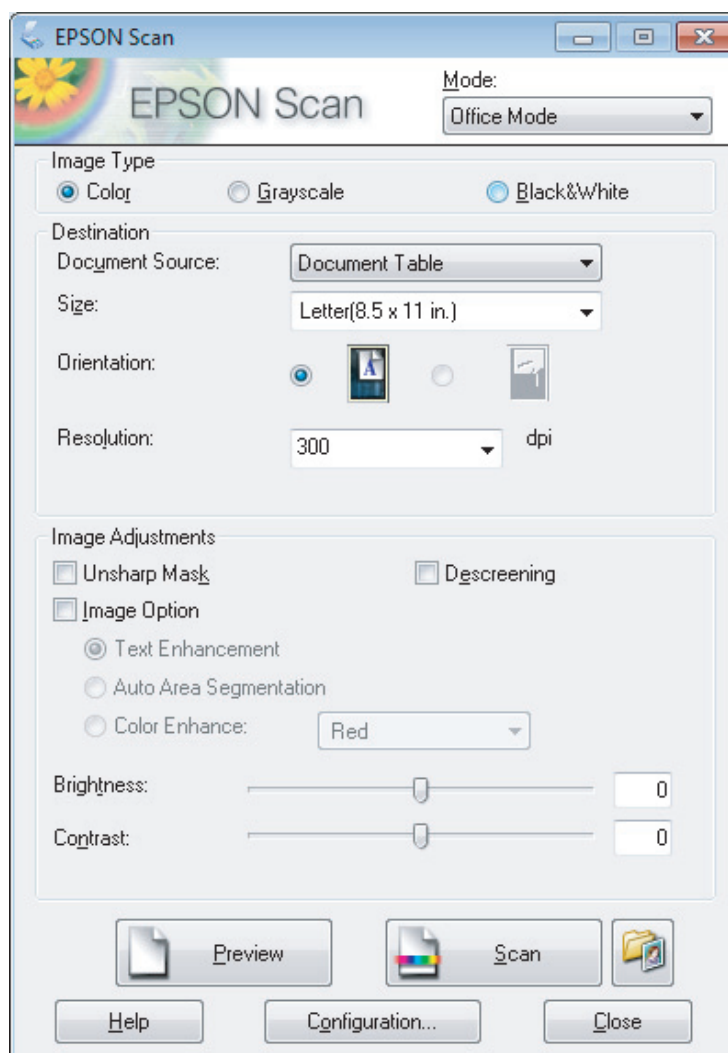 EPSON Scan
EPSON Scan
Mode:
Office Mode
Image Type
Color Grayscale Black&White
Destination
Document Source: Document Table
Size: Letter(8.5 x 11 in.)
Orientation: A
Resolution: 300 dpi
Image Adjustments
Unsharp Mask Descreening
Image Option
Text Enhancement
Auto Area Segmentation
Color Enhance: Red
Brightness: 0
Contrast: 0
Preview Scan
Help Configuration... Close